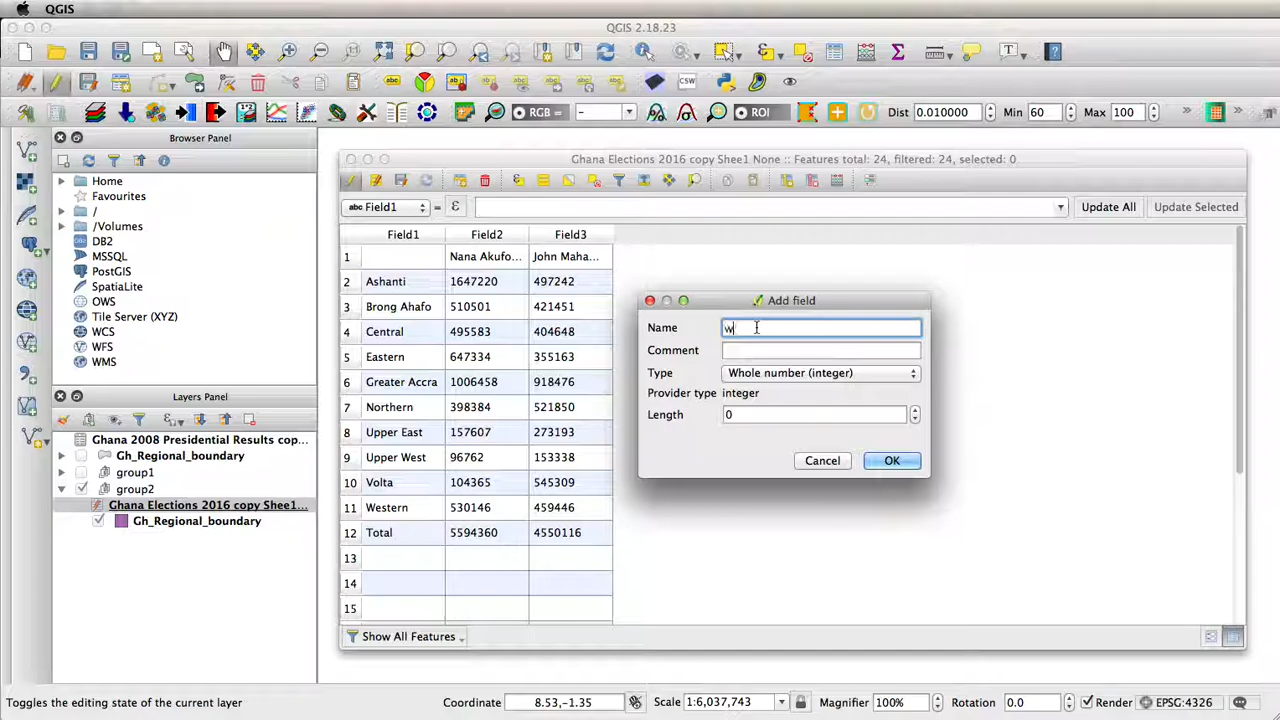 QGIS
QGIS 2.18.23
RGB =
-
ROI
Dist 0.010000
Min 60
Max 100
Browser Panel
Home
Favourites
/
/Volumes
DB2
MSSQL
PostGIS
SpatiaLite
OWS
Tile Server (XYZ)
WCS
WFS
WMS
Layers Panel
Ghana 2008 Presidential Results cop...
Gh_Regional_boundary
group1
group2
Ghana Elections 2016 copy Shee1...
Gh_Regional_boundary
Ghana Elections 2016 copy Shee1 None :: Features total: 24, filtered: 24, selected: 0
abc Field1 = ε Update All Update Selected
Field1 Field2 Field3
1 Nana Akufo... John Maha...
2 Ashanti 1647220 497242
3 Brong Ahafo 510501 421451
4 Central 495583 404648
5 Eastern 647334 355163
6 Greater Accra 1006458 918476
7 Northern 398384 521850
8 Upper East 157607 273193
9 Upper West 96762 153338
10 Volta 104365 545309
11 Western 530146 459446
12 Total 5594360 4550116
13
14
15
Show All Features
Add field
Name w
Comment
Type Whole number (integer)
Provider type integer
Length 0
Cancel OK
Toggles the editing state of the current layer
Coordinate 8.53,-1.35
Scale 1:6,037,743
Magnifier 100%
Rotation 0.0
Render
EPSG:4326